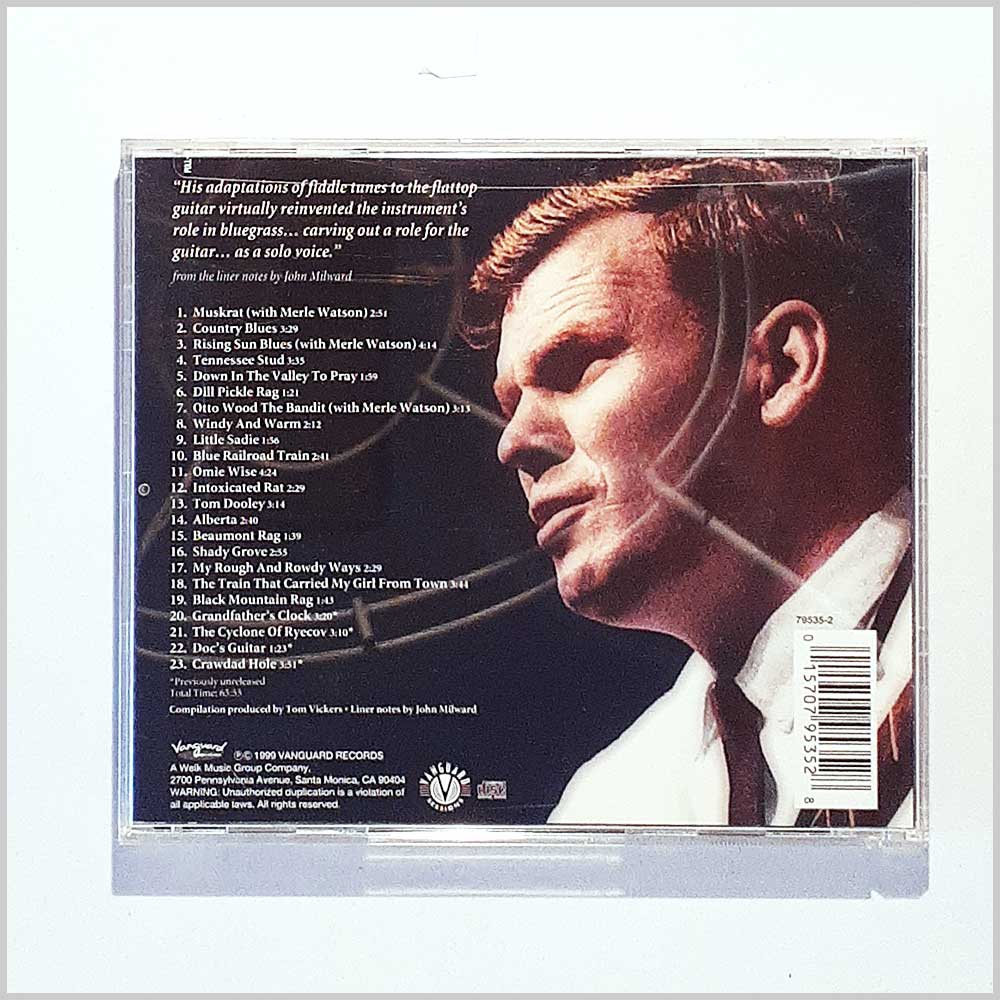 “His adaptations of fiddle tunes to the flattop
guitar virtually reinvented the instrument's
role in bluegrass... carving out a role for the
guitar... as a solo voice.”
from the liner notes by John Milward
1. Muskrat (with Merle Watson) 2:51
2. Country Blues 3:29
3. Rising Sun Blues (with Merle Watson) 4:14
4. Tennessee Stud 3:35
5. Down In The Valley To Pray 1:59
6. Dill Pickle Rag 1:21
7. Otto Wood The Bandit (with Merle Watson) 3:13
8. Windy And Warm 2:12
9. Little Sadie 1:56
10. Blue Railroad Train 2:41
11. Omie Wise 4:24
12. Intoxicated Rat 2:29
13. Tom Dooley 3:14
14. Alberta 2:40
15. Beaumont Rag 1:39
16. Shady Grove 2:55
17. My Rough And Rowdy Ways 2:29
18. The Train That Carried My Girl From Town 3:44
19. Black Mountain Rag 1:43
20. Grandfather's Clock 3:20*
21. The Cyclone Of Ryecov 3:10*
22. Doc's Guitar 1:23*
23. Crawdad Hole 3:51*
*Previously unreleased
Total Time: 63:33
Compilation produced by Tom Vickers • Liner notes by John Milward
Vanguard
℗© 1999 VANGUARD RECORDS
A Welk Music Group Company,
2700 Pennsylvania Avenue, Santa Monica, CA 90404
WARNING: Unauthorized duplication is a violation of
all applicable laws. All rights reserved.
VANGUARD
V
SESSIONS
©
79535-2
0 15707 95352 8